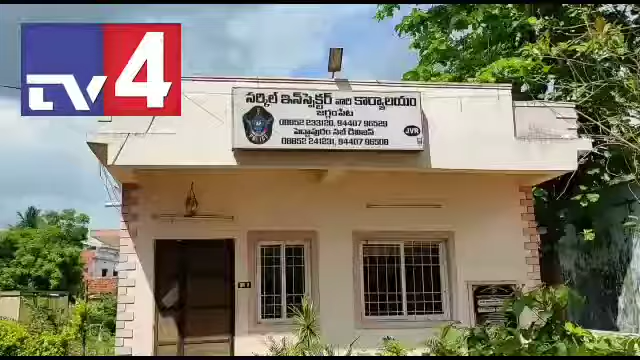 TV4
సర్కిల్ ఇన్‌స్పెక్టర్ వారి కార్యాలయం
జగ్గంపేట
08852 233120, 94407 96529
పెద్దాపురం సబ్ డివిజన్
08852 241231, 94407 96508
JVR